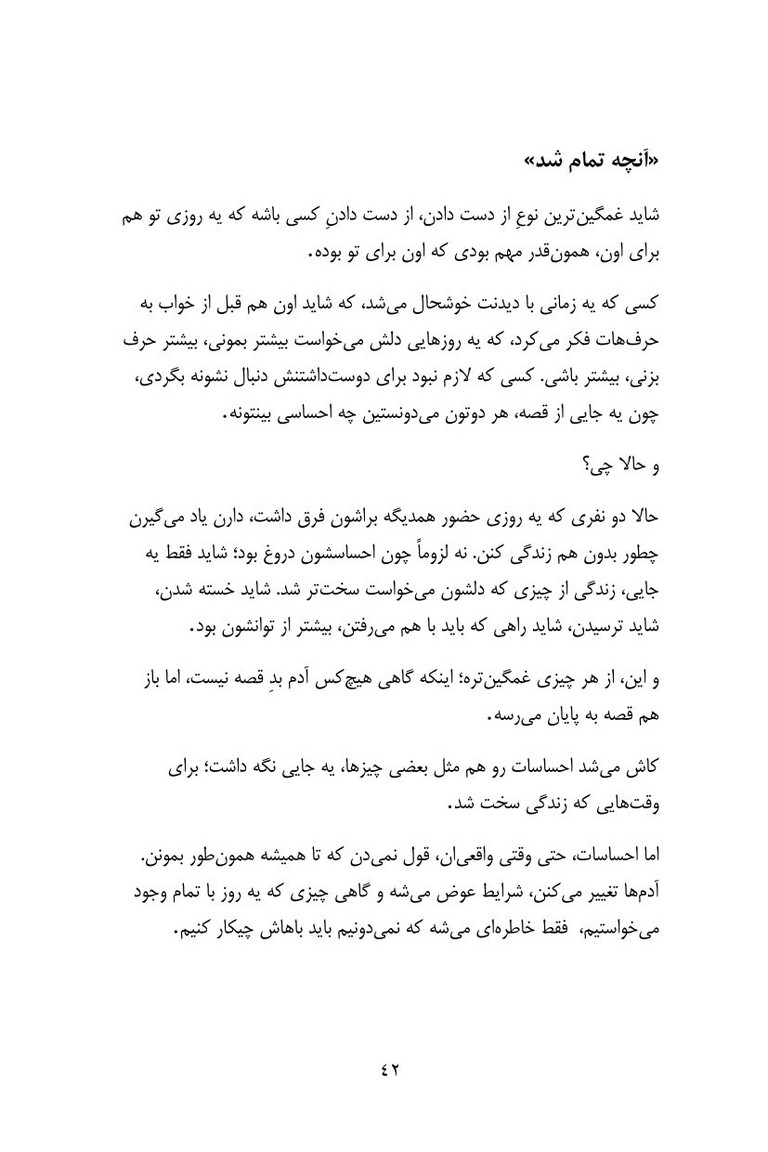 «آنچه تمام شد»
شاید غمگین‌ترین نوعِ از دست دادن، از دست دادنِ کسی باشه که یه روزی تو هم
برای اون، همون‌قدر مهم بودی که اون برای تو بوده.
کسی که یه زمانی با دیدنت خوشحال می‌شد، که شاید اون هم قبل از خواب به
حرف‌هات فکر می‌کرد، که یه روزهایی دلش می‌خواست بیشتر بمونی، بیشتر حرف
بزنی، بیشتر باشی. کسی که لازم نبود برای دوست‌داشتنش دنبال نشونه بگردی،
چون یه جایی از قصه، هر دوتون می‌دونستین چه احساسی بینتونه.
و حالا چی؟
حالا دو نفری که یه روزی حضور همدیگه براشون فرق داشت، دارن یاد می‌گیرن
چطور بدون هم زندگی کنن. نه لزوماً چون احساسشون دروغ بود؛ شاید فقط یه
جایی، زندگی از چیزی که دلشون می‌خواست سخت‌تر شد. شاید خسته شدن،
شاید ترسیدن، شاید راهی که باید با هم می‌رفتن، بیشتر از توانشون بود.
و این، از هر چیزی غمگین‌تره؛ اینکه گاهی هیچ‌کس آدم بدِ قصه نیست، اما باز
هم قصه به پایان می‌رسه.
کاش می‌شد احساسات رو هم مثل بعضی چیزها، یه جایی نگه داشت؛ برای
وقت‌هایی که زندگی سخت شد.
اما احساسات، حتی وقتی واقعی‌ان، قول نمی‌دن که تا همیشه همون‌طور بمونن.
آدم‌ها تغییر می‌کنن، شرایط عوض می‌شه و گاهی چیزی که یه روز با تمام وجود
می‌خواستیم، فقط خاطره‌ای می‌شه که نمی‌دونیم باید باهاش چیکار کنیم.
٤٢